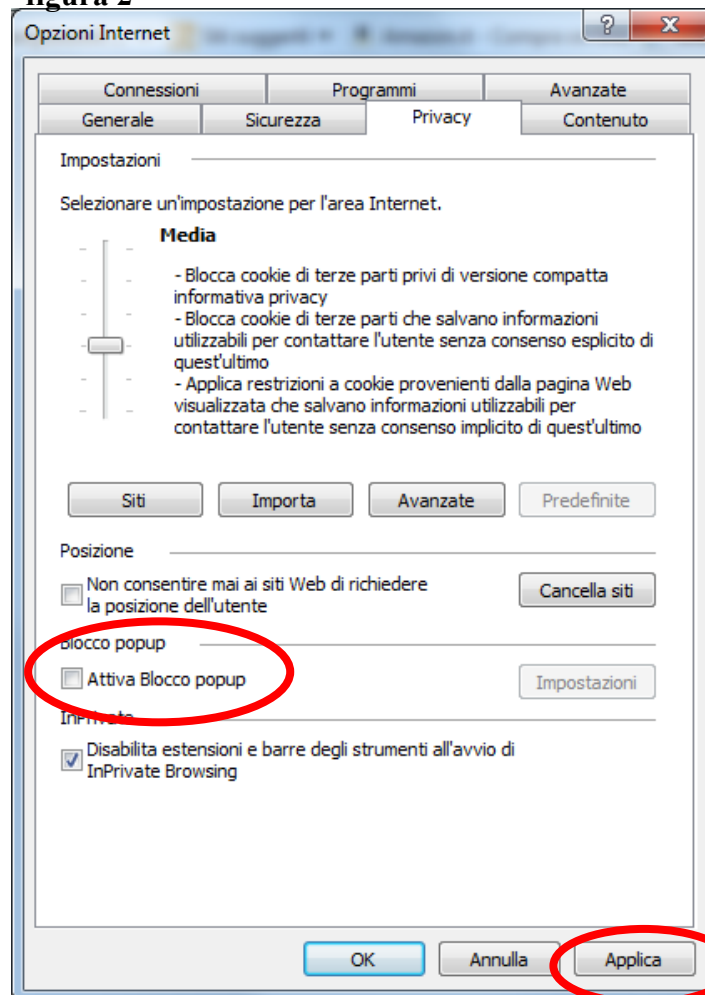 figura 2
Opzioni Internet
Connessioni Programmi Avanzate
Generale Sicurezza Privacy Contenuto
Impostazioni
Selezionare un'impostazione per l'area Internet.
Media
- Blocca cookie di terze parti privi di versione compatta
informativa privacy
- Blocca cookie di terze parti che salvano informazioni
utilizzabili per contattare l'utente senza consenso esplicito di
quest'ultimo
- Applica restrizioni a cookie provenienti dalla pagina Web
visualizzata che salvano informazioni utilizzabili per
contattare l'utente senza consenso implicito di quest'ultimo
Siti Importa Avanzate Predefinite
Posizione
Non consentire mai ai siti Web di richiedere
la posizione dell'utente
Cancella siti
Blocco popup
Attiva Blocco popup
Impostazioni
InPrivate
Disabilita estensioni e barre degli strumenti all'avvio di
InPrivate Browsing
OK Annulla Applica